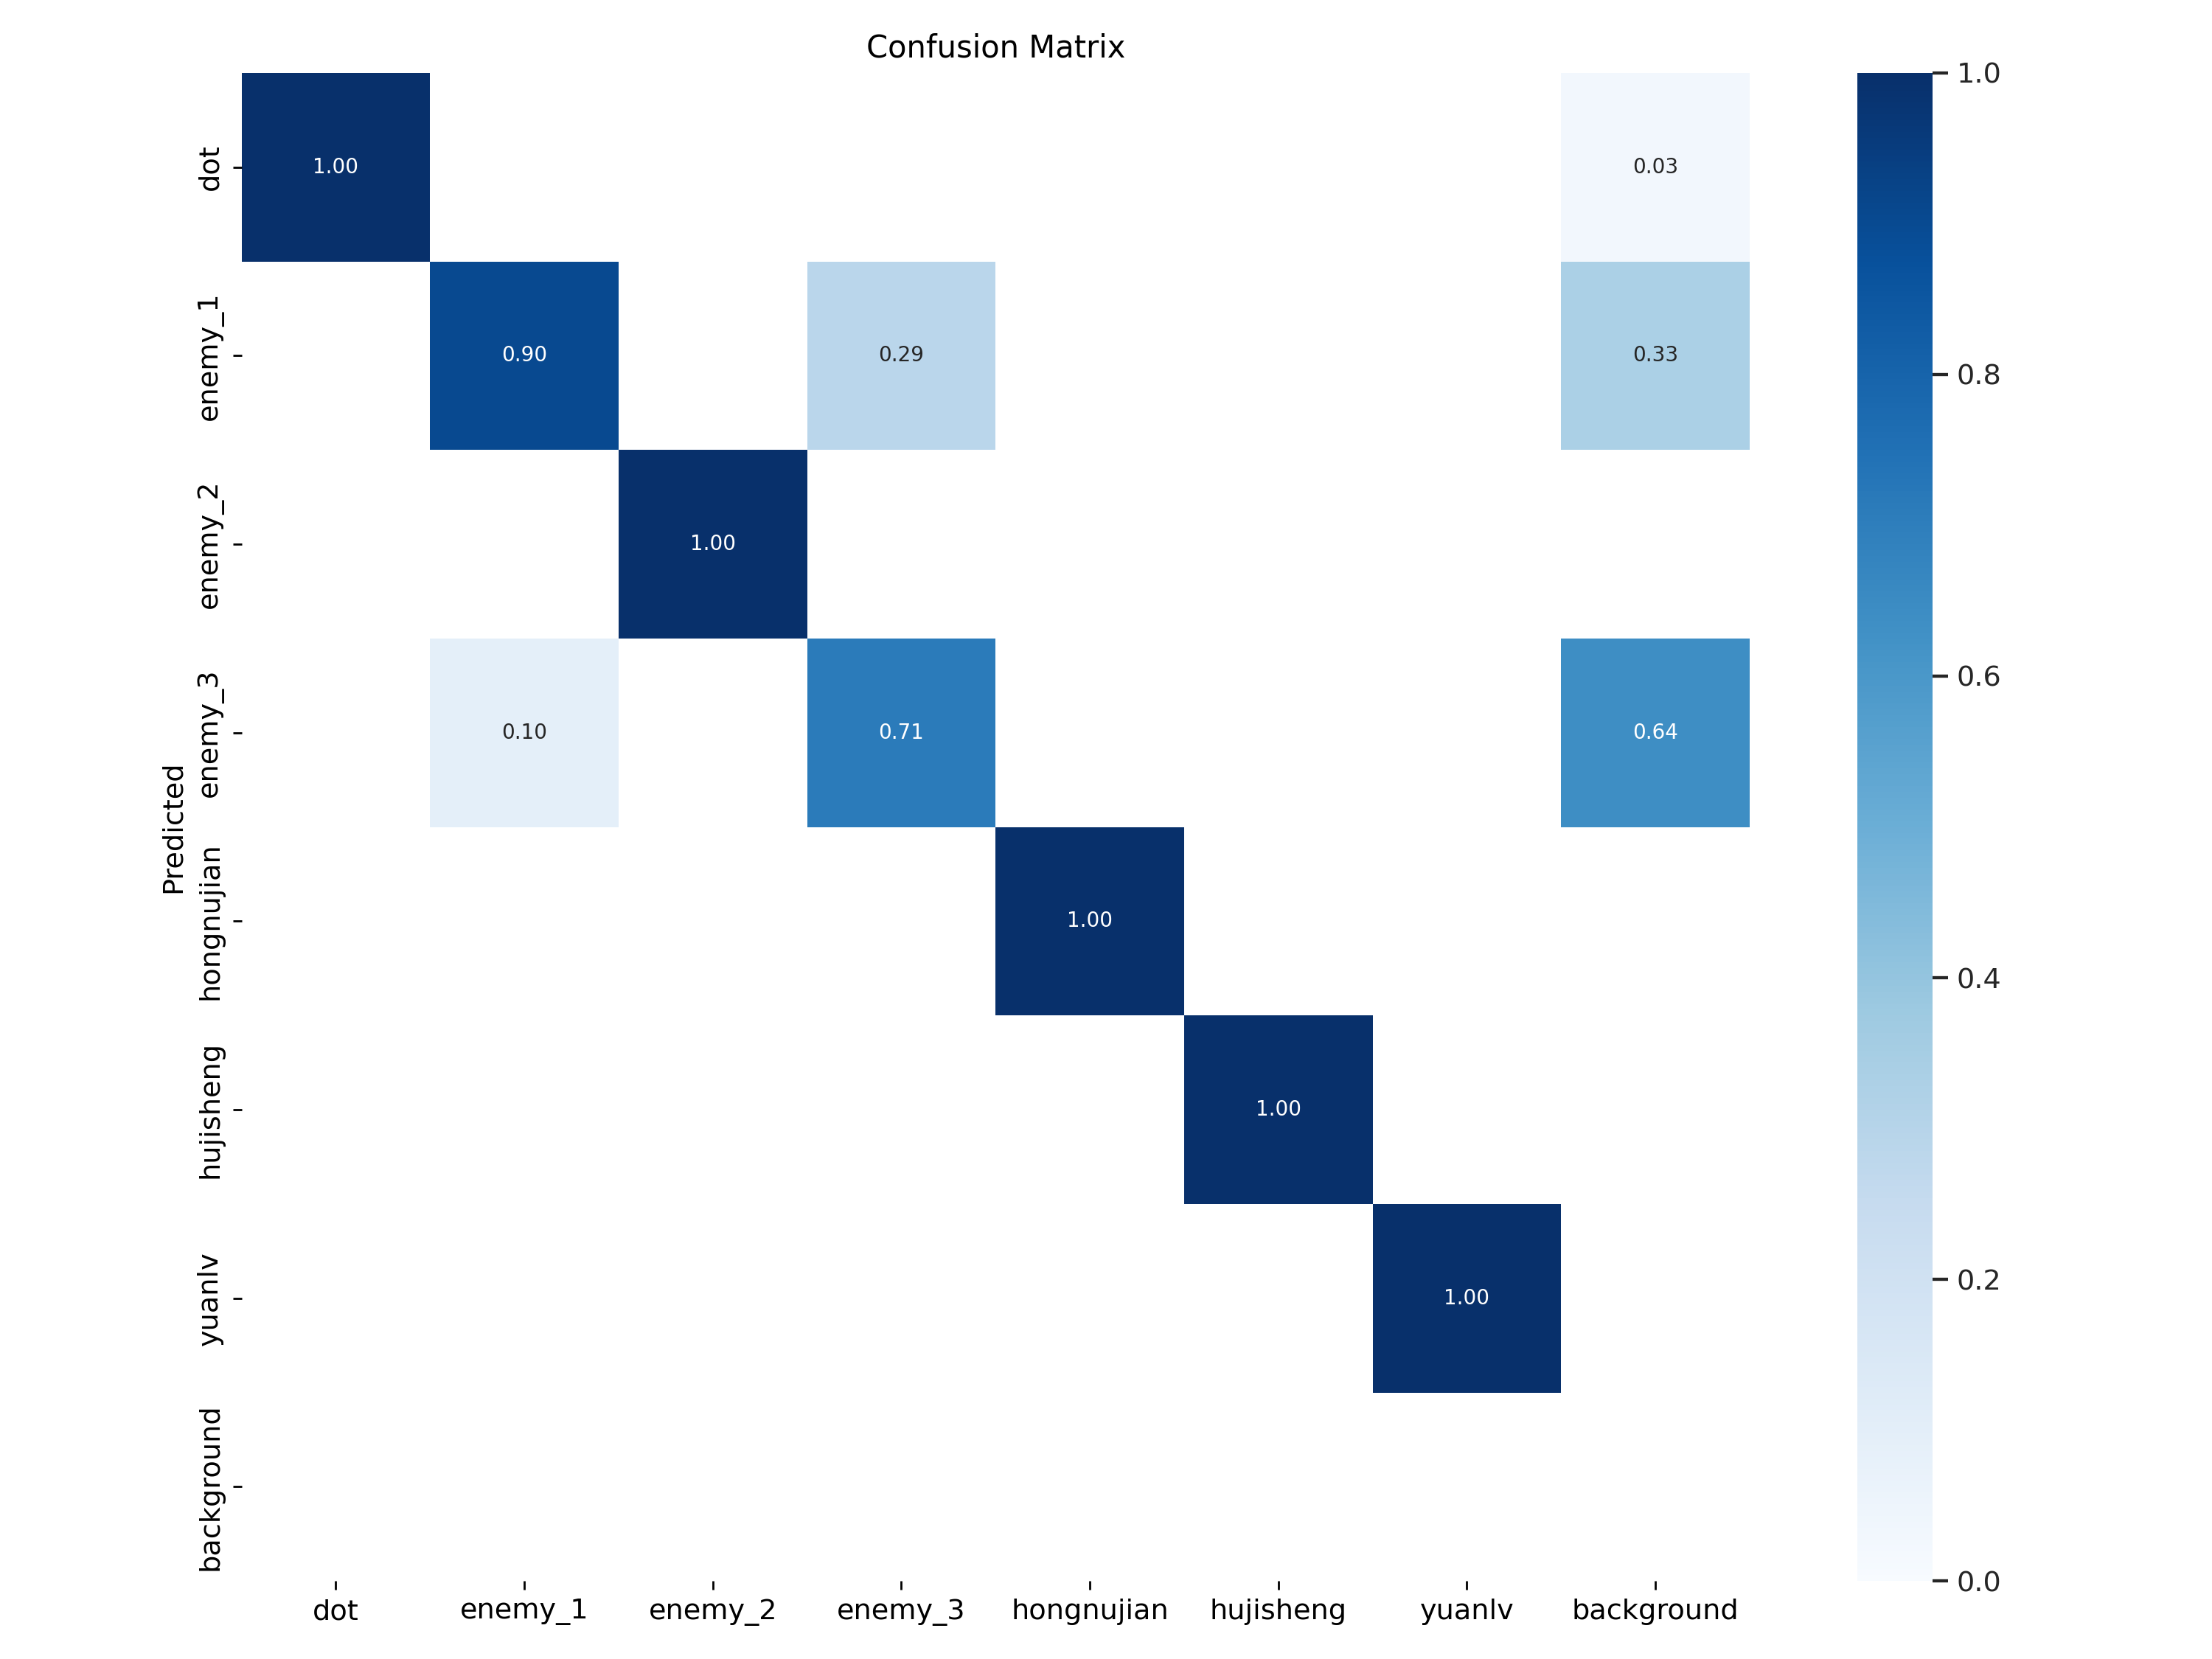 Confusion Matrix
dot
1.00
0.03
enemy_1
0.90
0.29
0.33
enemy_2
1.00
enemy_3
0.10
0.71
0.64
Predicted
hongnujian
1.00
hujisheng
1.00
yuanlv
1.00
background
dot enemy_1 enemy_2 enemy_3 hongnujian hujisheng yuanlv background
1.0
0.8
0.6
0.4
0.2
0.0